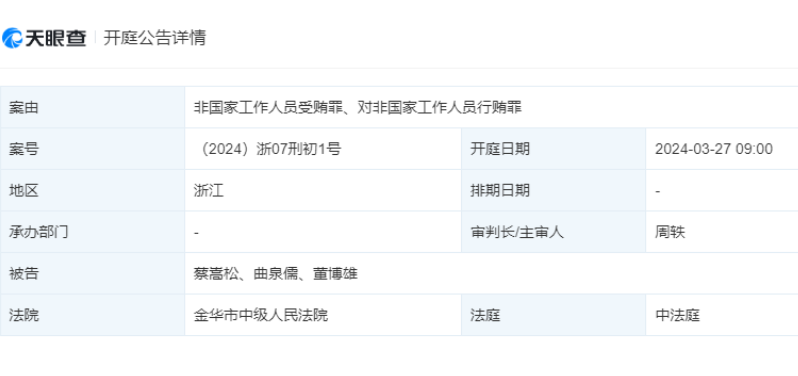 天眼查 开庭公告详情
案由 非国家工作人员受贿罪、对非国家工作人员行贿罪
案号 （2024）浙07刑初1号 开庭日期 2024-03-27 09:00
地区 浙江 排期日期 -
承办部门 - 审判长/主审人 周轶
被告 蔡嵩松、曲泉儒、董博雄
法院 金华市中级人民法院 法庭 中法庭